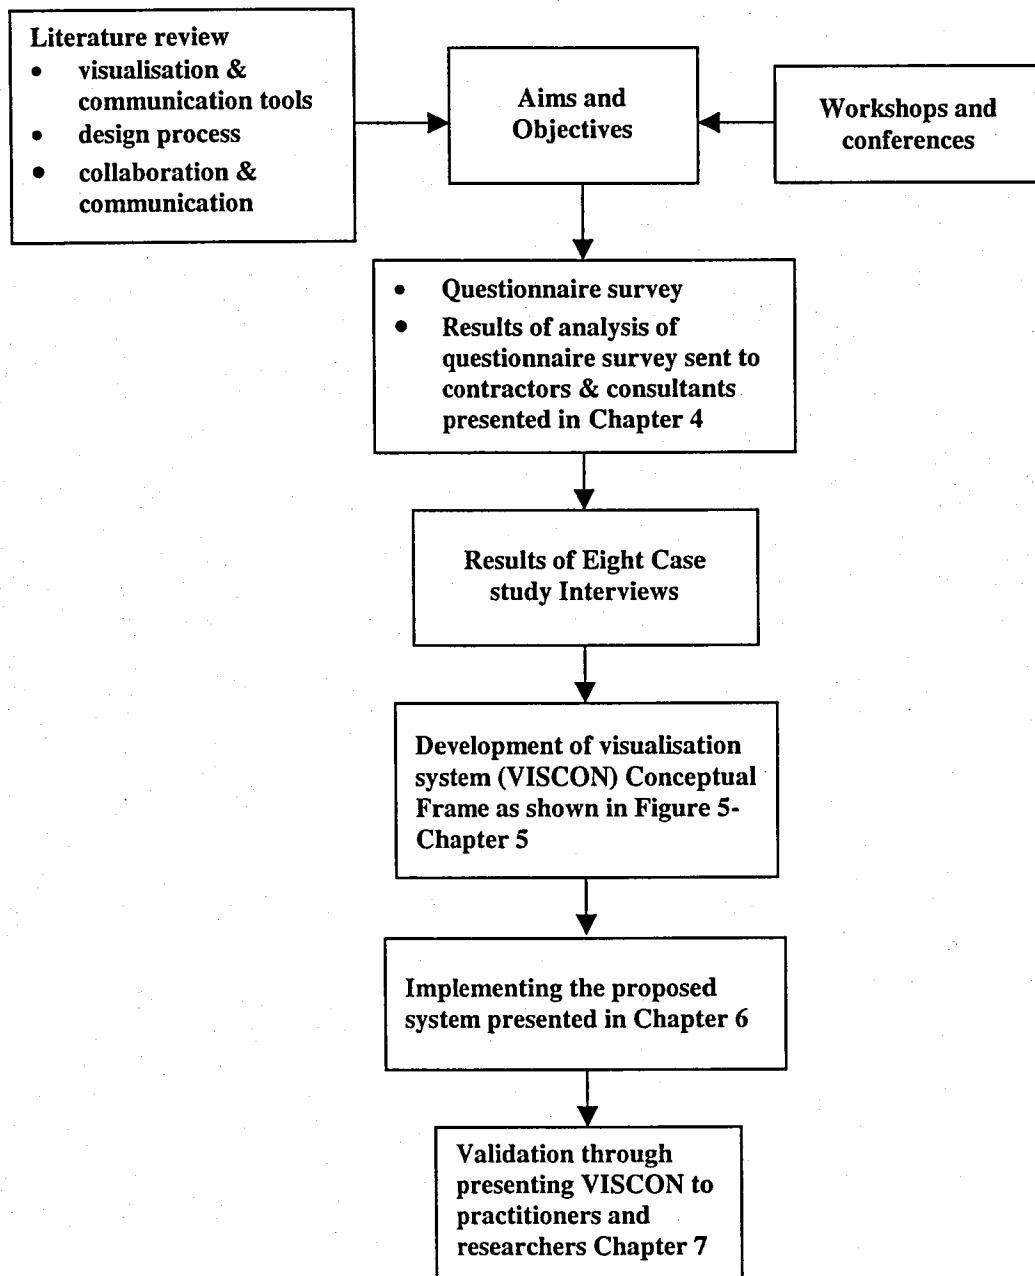 Literature review
• visualisation &
communication tools
• design process
• collaboration &
communication
Aims and
Objectives
Workshops and
conferences
• Questionnaire survey
• Results of analysis of
questionnaire survey sent to
contractors & consultants
presented in Chapter 4
Results of Eight Case
study Interviews
Development of visualisation
system (VISCON) Conceptual
Frame as shown in Figure 5-
Chapter 5
Implementing the proposed
system presented in Chapter 6
Validation through
presenting VISCON to
practitioners and
researchers Chapter 7